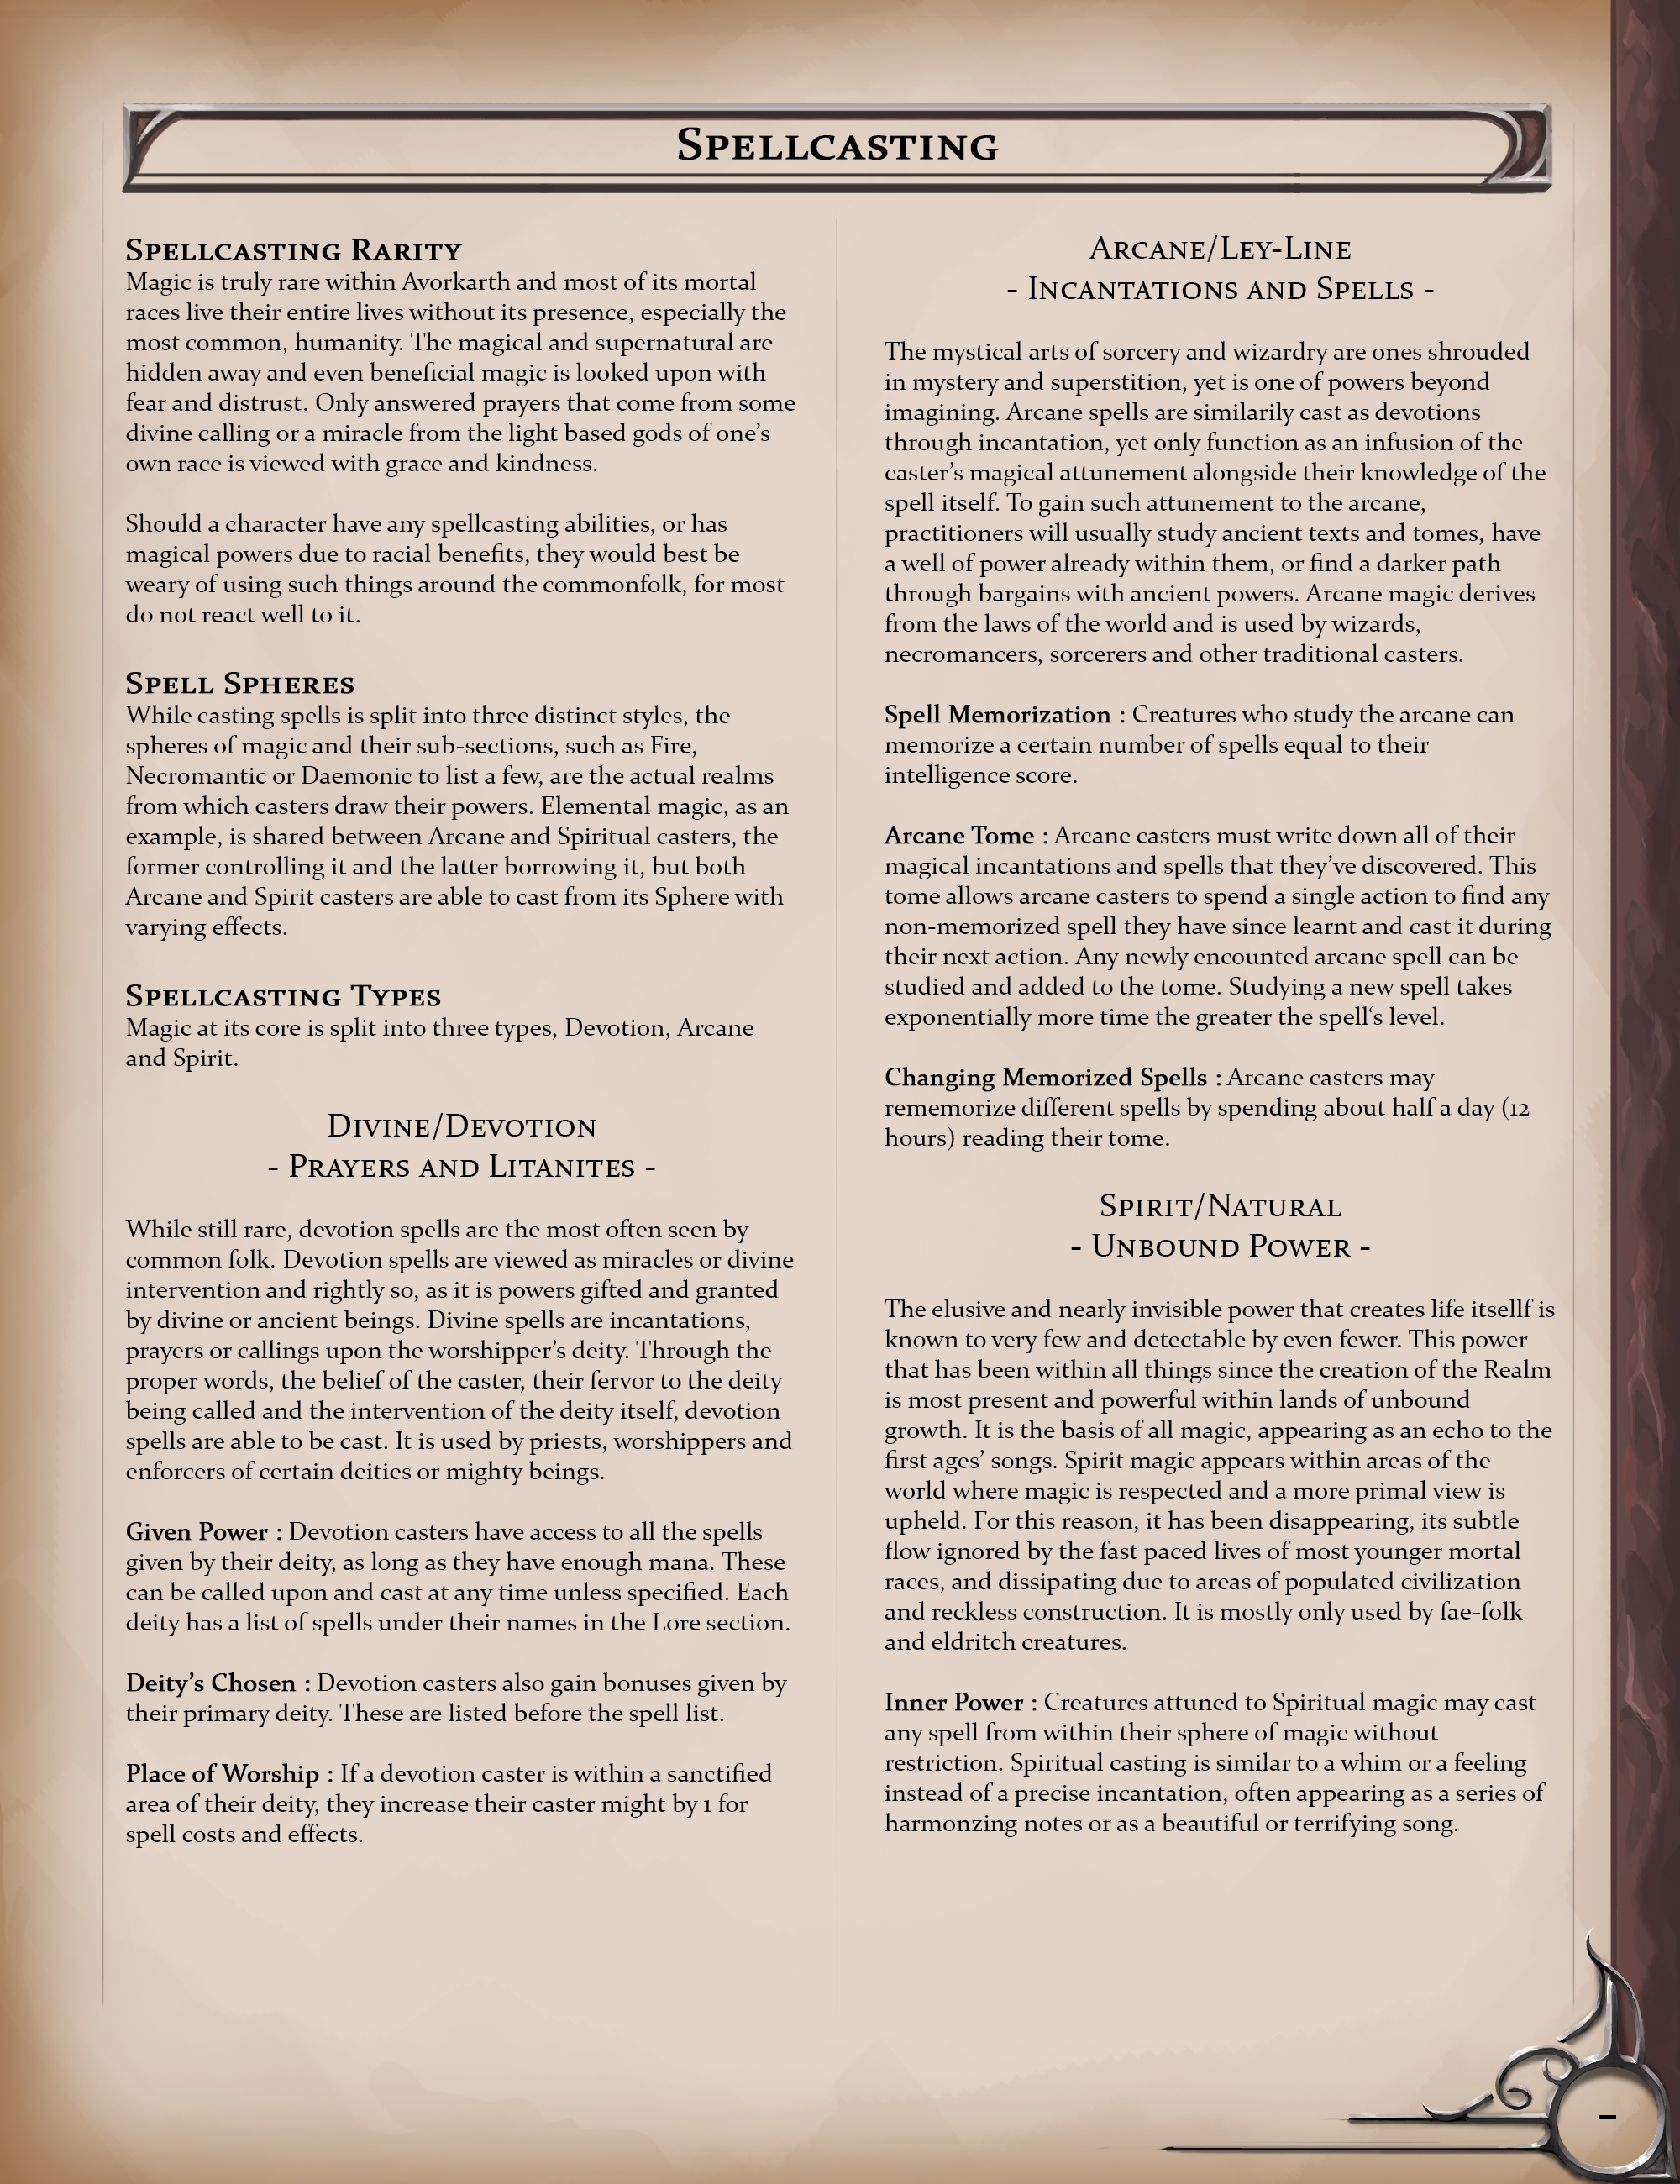 Spellcasting
Spellcasting Rarity
Magic is truly rare within Avorkarth and most of its mortal
races live their entire lives without its presence, especially the
most common, humanity. The magical and supernatural are
hidden away and even beneficial magic is looked upon with
fear and distrust. Only answered prayers that come from some
divine calling or a miracle from the light based gods of one’s
own race is viewed with grace and kindness.
Should a character have any spellcasting abilities, or has
magical powers due to racial benefits, they would best be
weary of using such things around the commonfolk, for most
do not react well to it.
Spell Spheres
While casting spells is split into three distinct styles, the
spheres of magic and their sub-sections, such as Fire,
Necromantic or Daemonic to list a few, are the actual realms
from which casters draw their powers. Elemental magic, as an
example, is shared between Arcane and Spiritual casters, the
former controlling it and the latter borrowing it, but both
Arcane and Spirit casters are able to cast from its Sphere with
varying effects.
Spellcasting Types
Magic at its core is split into three types, Devotion, Arcane
and Spirit.
Divine/Devotion
- Prayers and Litanites -
While still rare, devotion spells are the most often seen by
common folk. Devotion spells are viewed as miracles or divine
intervention and rightly so, as it is powers gifted and granted
by divine or ancient beings. Divine spells are incantations,
prayers or callings upon the worshipper’s deity. Through the
proper words, the belief of the caster, their fervor to the deity
being called and the intervention of the deity itself, devotion
spells are able to be cast. It is used by priests, worshippers and
enforcers of certain deities or mighty beings.
Given Power : Devotion casters have access to all the spells
given by their deity, as long as they have enough mana. These
can be called upon and cast at any time unless specified. Each
deity has a list of spells under their names in the Lore section.
Deity’s Chosen : Devotion casters also gain bonuses given by
their primary deity. These are listed before the spell list.
Place of Worship : If a devotion caster is within a sanctified
area of their deity, they increase their caster might by 1 for
spell costs and effects.
Arcane/Ley-Line
- Incantations and Spells -
The mystical arts of sorcery and wizardry are ones shrouded
in mystery and superstition, yet is one of powers beyond
imagining. Arcane spells are similarily cast as devotions
through incantation, yet only function as an infusion of the
caster’s magical attunement alongside their knowledge of the
spell itself. To gain such attunement to the arcane,
practitioners will usually study ancient texts and tomes, have
a well of power already within them, or find a darker path
through bargains with ancient powers. Arcane magic derives
from the laws of the world and is used by wizards,
necromancers, sorcerers and other traditional casters.
Spell Memorization : Creatures who study the arcane can
memorize a certain number of spells equal to their
intelligence score.
Arcane Tome : Arcane casters must write down all of their
magical incantations and spells that they’ve discovered. This
tome allows arcane casters to spend a single action to find any
non-memorized spell they have since learnt and cast it during
their next action. Any newly encounted arcane spell can be
studied and added to the tome. Studying a new spell takes
exponentially more time the greater the spell‘s level.
Changing Memorized Spells : Arcane casters may
rememorize different spells by spending about half a day (12
hours) reading their tome.
Spirit/Natural
- Unbound Power -
The elusive and nearly invisible power that creates life itsellf is
known to very few and detectable by even fewer. This power
that has been within all things since the creation of the Realm
is most present and powerful within lands of unbound
growth. It is the basis of all magic, appearing as an echo to the
first ages’ songs. Spirit magic appears within areas of the
world where magic is respected and a more primal view is
upheld. For this reason, it has been disappearing, its subtle
flow ignored by the fast paced lives of most younger mortal
races, and dissipating due to areas of populated civilization
and reckless construction. It is mostly only used by fae-folk
and eldritch creatures.
Inner Power : Creatures attuned to Spiritual magic may cast
any spell from within their sphere of magic without
restriction. Spiritual casting is similar to a whim or a feeling
instead of a precise incantation, often appearing as a series of
harmonzing notes or as a beautiful or terrifying song.
-